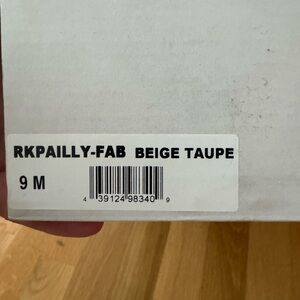 RKPAILLY-FAB BEIGE TAUPE
9 M
4 39124 98340 9